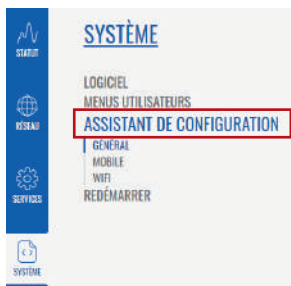 STATUT
RÉSEAU
SERVICES
SYSTÈME
SYSTÈME
LOGICIEL
MENUS UTILISATEURS
ASSISTANT DE CONFIGURATION
GÉNÉRAL
MOBILE
WIFI
REDÉMARRER